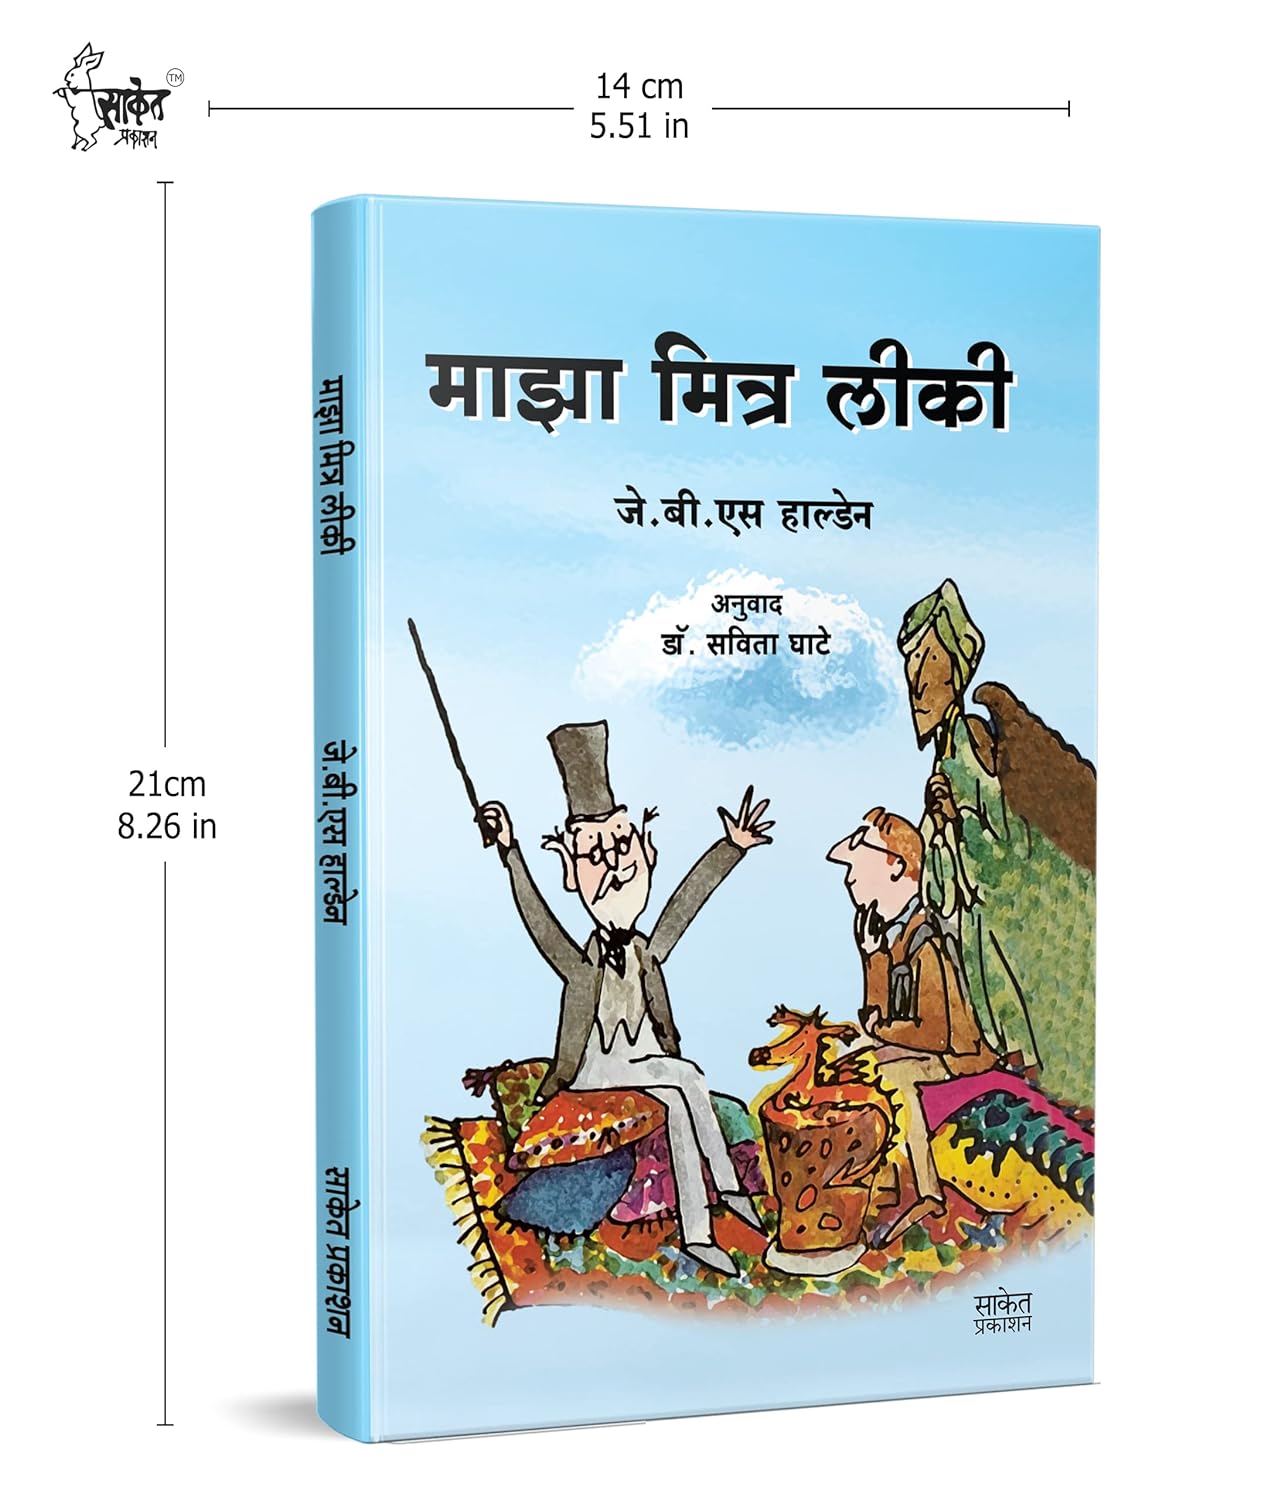 साकेत TM
प्रकाशन
14 cm
5.51 in
21cm
8.26 in
माझा मित्र लीकी
जे.बी.एस हाल्डेन
अनुवाद
डॉ. सविता घाटे
साकेत
प्रकाशन
माझा मित्र लीकी
जे.बी.एस हाल्डेन
साकेत प्रकाशन